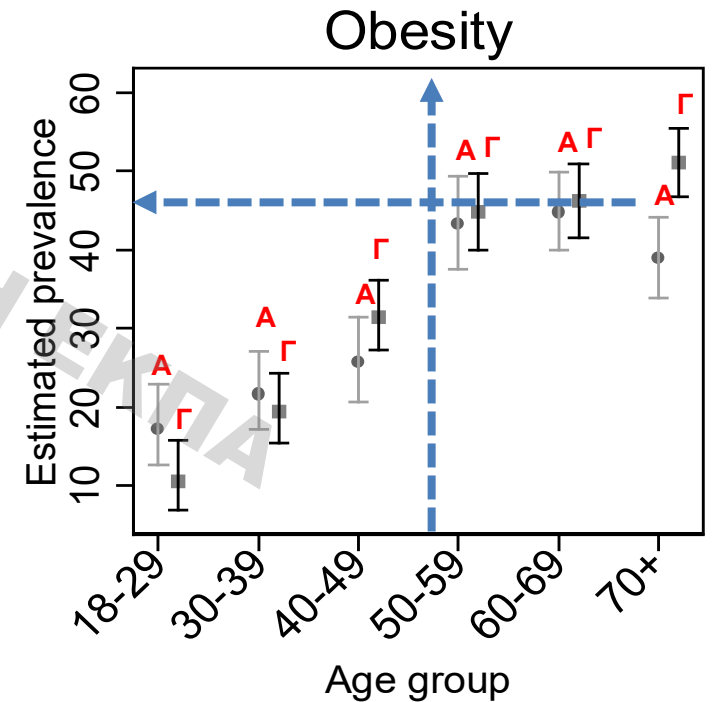 Obesity
Estimated prevalence
60
50
40
30
20
10
Α Γ
Α Γ
Α Γ
Α Γ
Α Γ
Α Γ
Η ΕΚΠΑ
18-29
30-39
40-49
50-59
60-69
70+
Age group